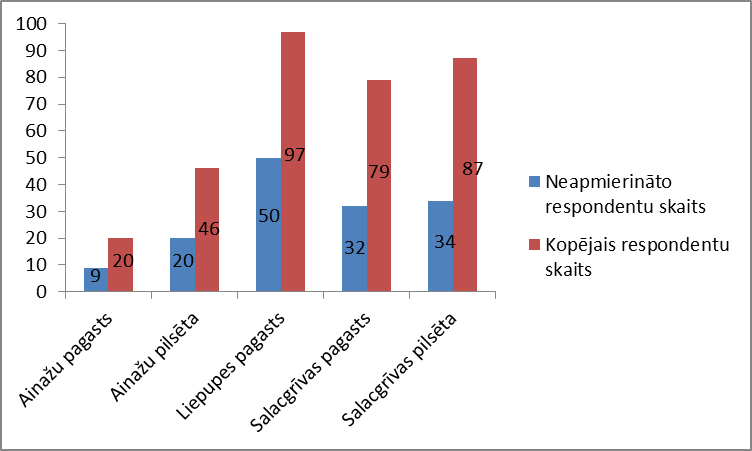 100
90
80
70
60
50
40
30
20
10
0
9
20
20
46
50
97
32
79
34
87
Ainažu pagasts
Ainažu pilsēta
Liepupes pagasts
Salacgrīvas pagasts
Salacgrīvas pilsēta
Neapmierināto
respondentu skaits
Kopējais respondentu
skaits